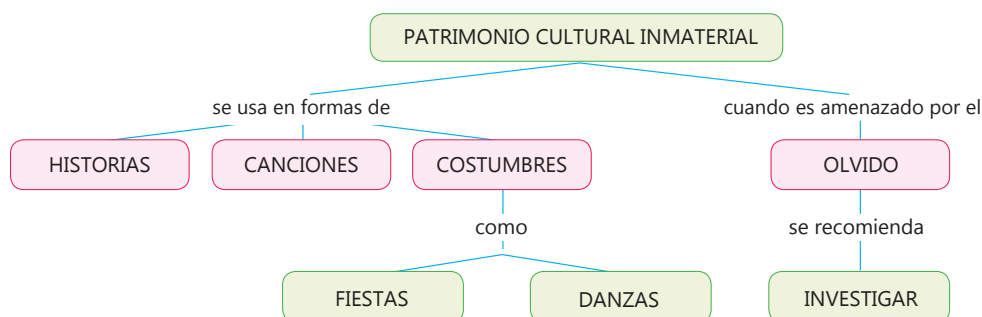 PATRIMONIO CULTURAL INMATERIAL
se usa en formas de
cuando es amenazado por el
HISTORIAS
CANCIONES
COSTUMBRES
OLVIDO
como
se recomienda
FIESTAS
DANZAS
INVESTIGAR